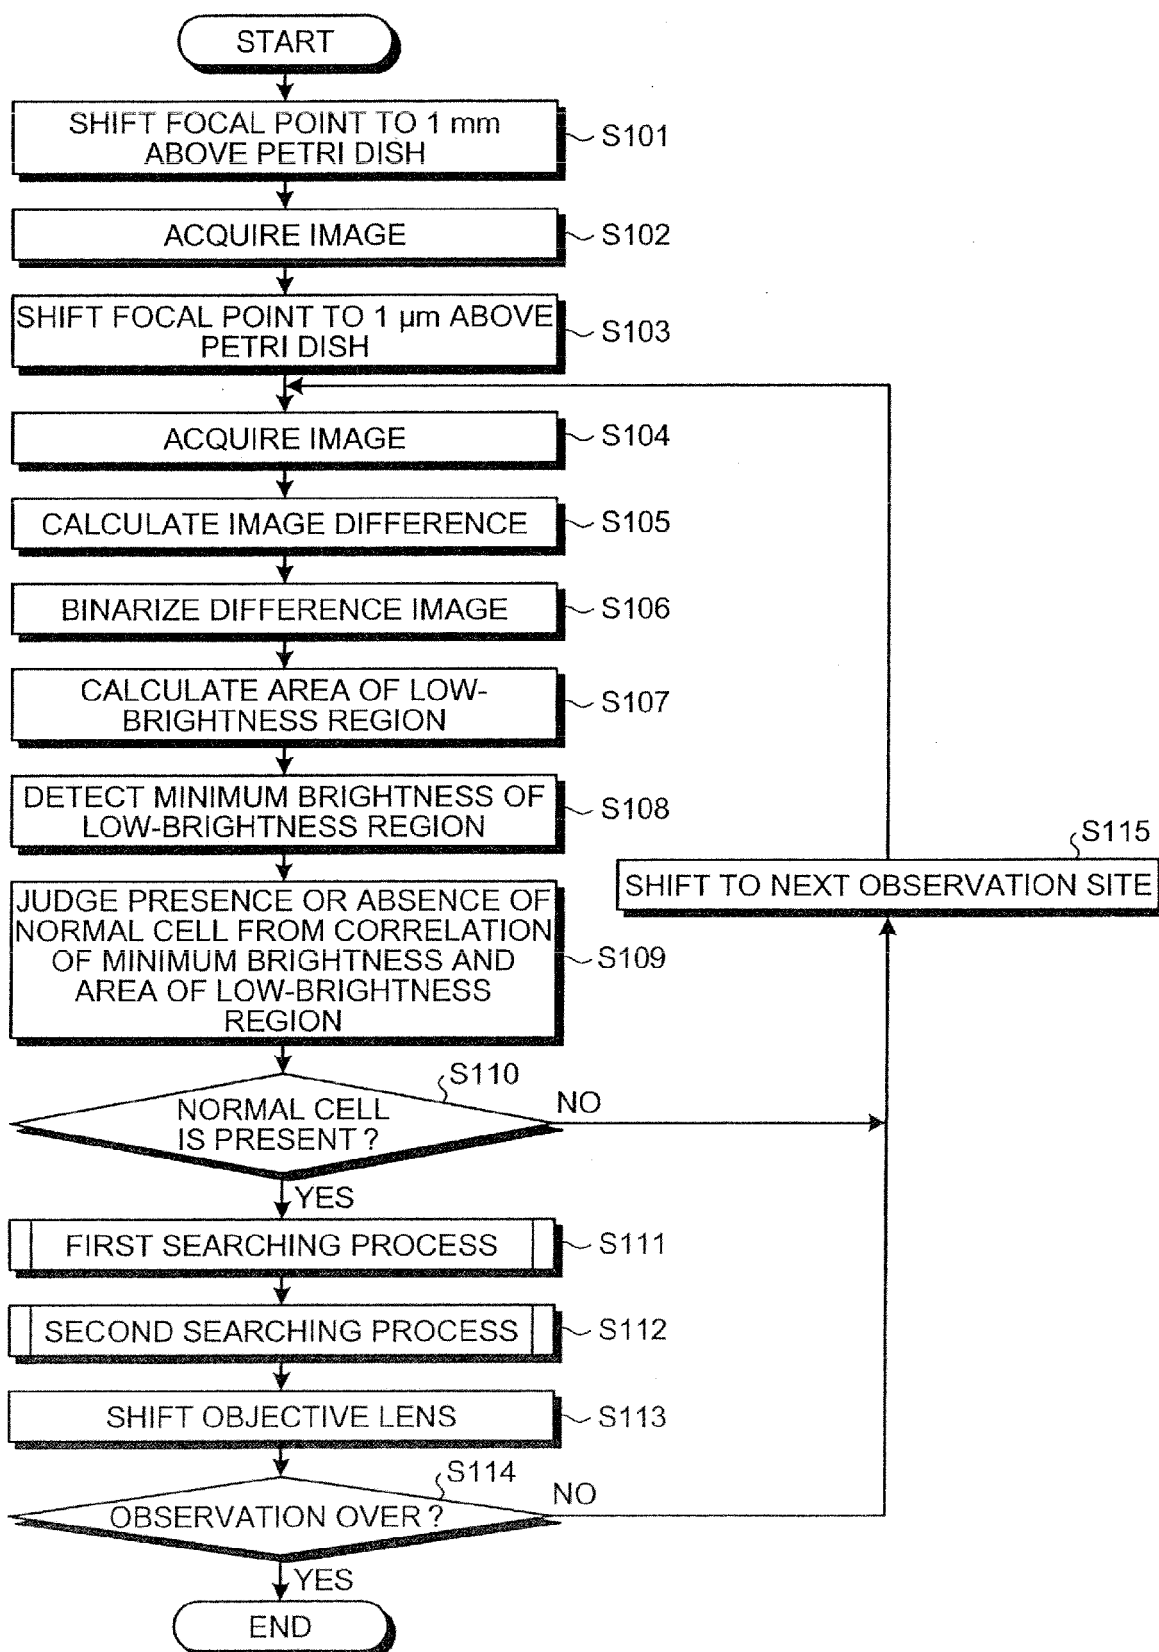 START
SHIFT FOCAL POINT TO 1 mm
ABOVE PETRI DISH
S101
ACQUIRE IMAGE
S102
SHIFT FOCAL POINT TO 1 µm ABOVE
PETRI DISH
S103
ACQUIRE IMAGE
S104
CALCULATE IMAGE DIFFERENCE
S105
BINARIZE DIFFERENCE IMAGE
S106
CALCULATE AREA OF LOW-
BRIGHTNESS REGION
S107
DETECT MINIMUM BRIGHTNESS OF
LOW-BRIGHTNESS REGION
S108
S115
SHIFT TO NEXT OBSERVATION SITE
JUDGE PRESENCE OR ABSENCE OF
NORMAL CELL FROM CORRELATION
OF MINIMUM BRIGHTNESS AND
AREA OF LOW-BRIGHTNESS
REGION
S109
S110
NORMAL CELL
IS PRESENT ?
NO
YES
FIRST SEARCHING PROCESS
S111
SECOND SEARCHING PROCESS
S112
SHIFT OBJECTIVE LENS
S113
S114
OBSERVATION OVER ?
NO
YES
END